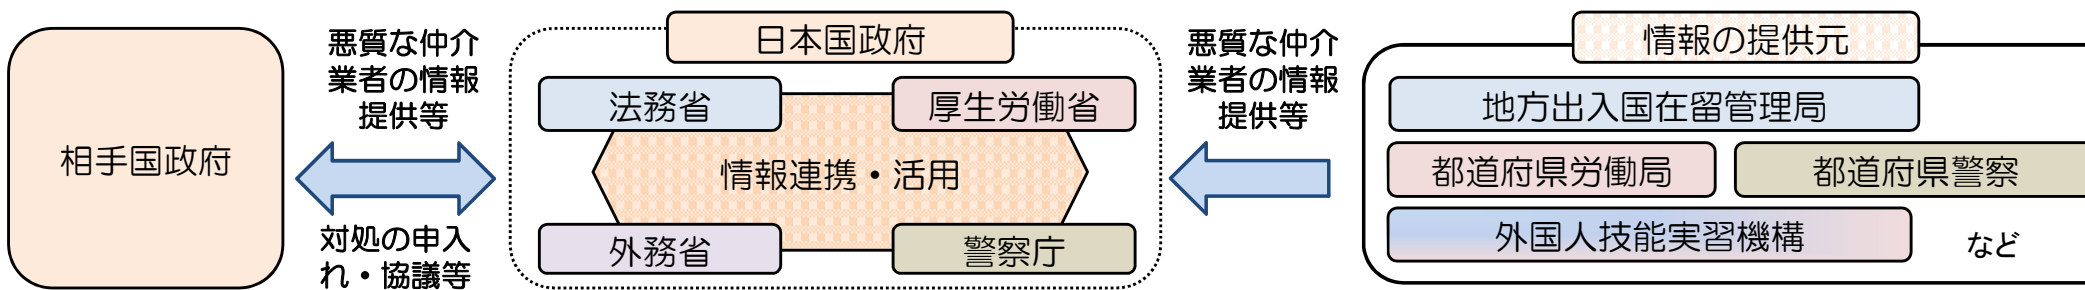 相手国政府
悪質な仲介
業者の情報
提供等
対処の申入
れ・協議等
日本国政府
法務省
厚生労働省
情報連携・活用
外務省
警察庁
悪質な仲介
業者の情報
提供等
情報の提供元
地方出入国在留管理局
都道府県労働局
都道府県警察
外国人技能実習機構
など